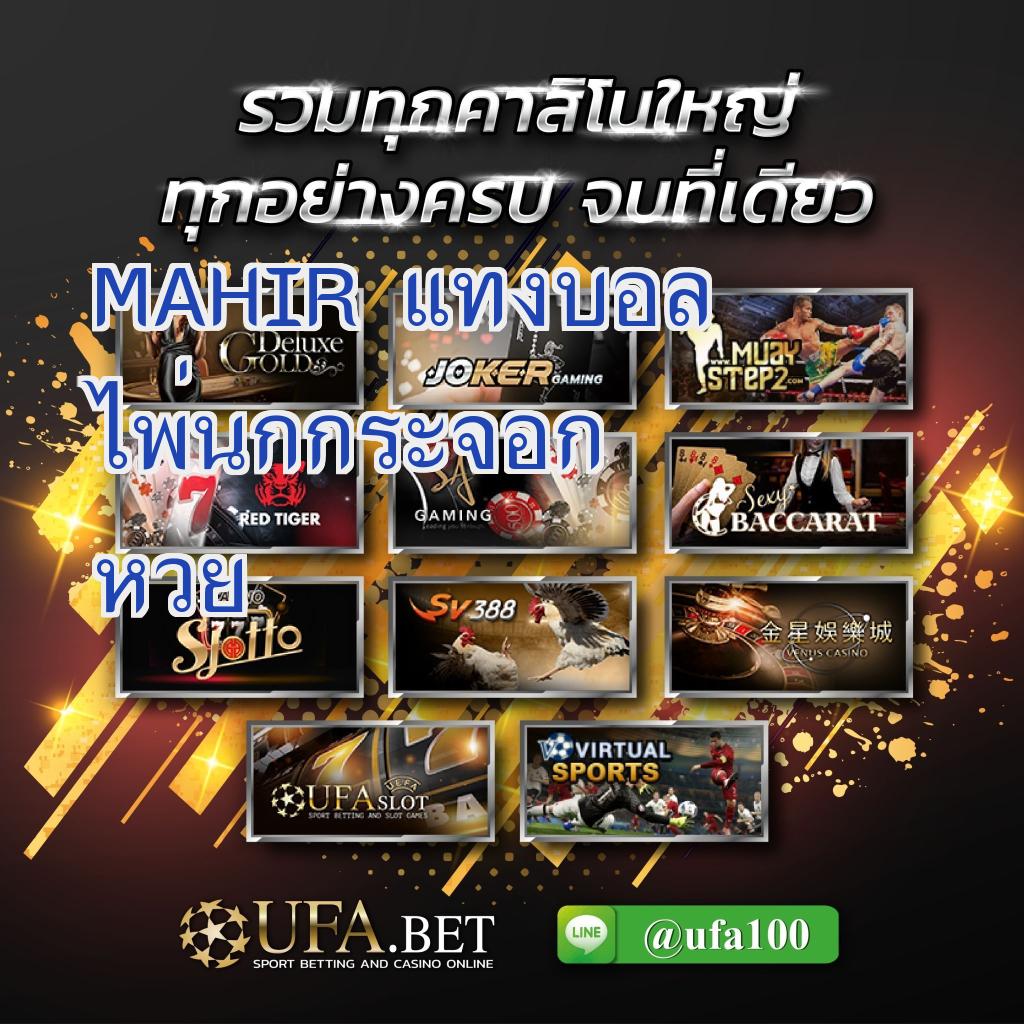 รวมทุกคาสิโนใหญ่
ทุกอย่างครบ จบที่เดียว
MAHIR แทงบอล
Deluxe
GOLD
JOKER GAMING
WWW.MUAY
STEP2.COM
ไพ่นกกระจอก
7
RED TIGER
SA
GAMING
Sexy
BACCARAT
หวย
Sjotto
SV388
金星娛樂城
VENUS CASINO
UEFA
UFA SLOT
SPORT BETTING AND SLOT GAMES
VIRTUAL
SPORTS
UFA.BET
SPORT BETTING AND CASINO ONLINE
LINE
@ufa100